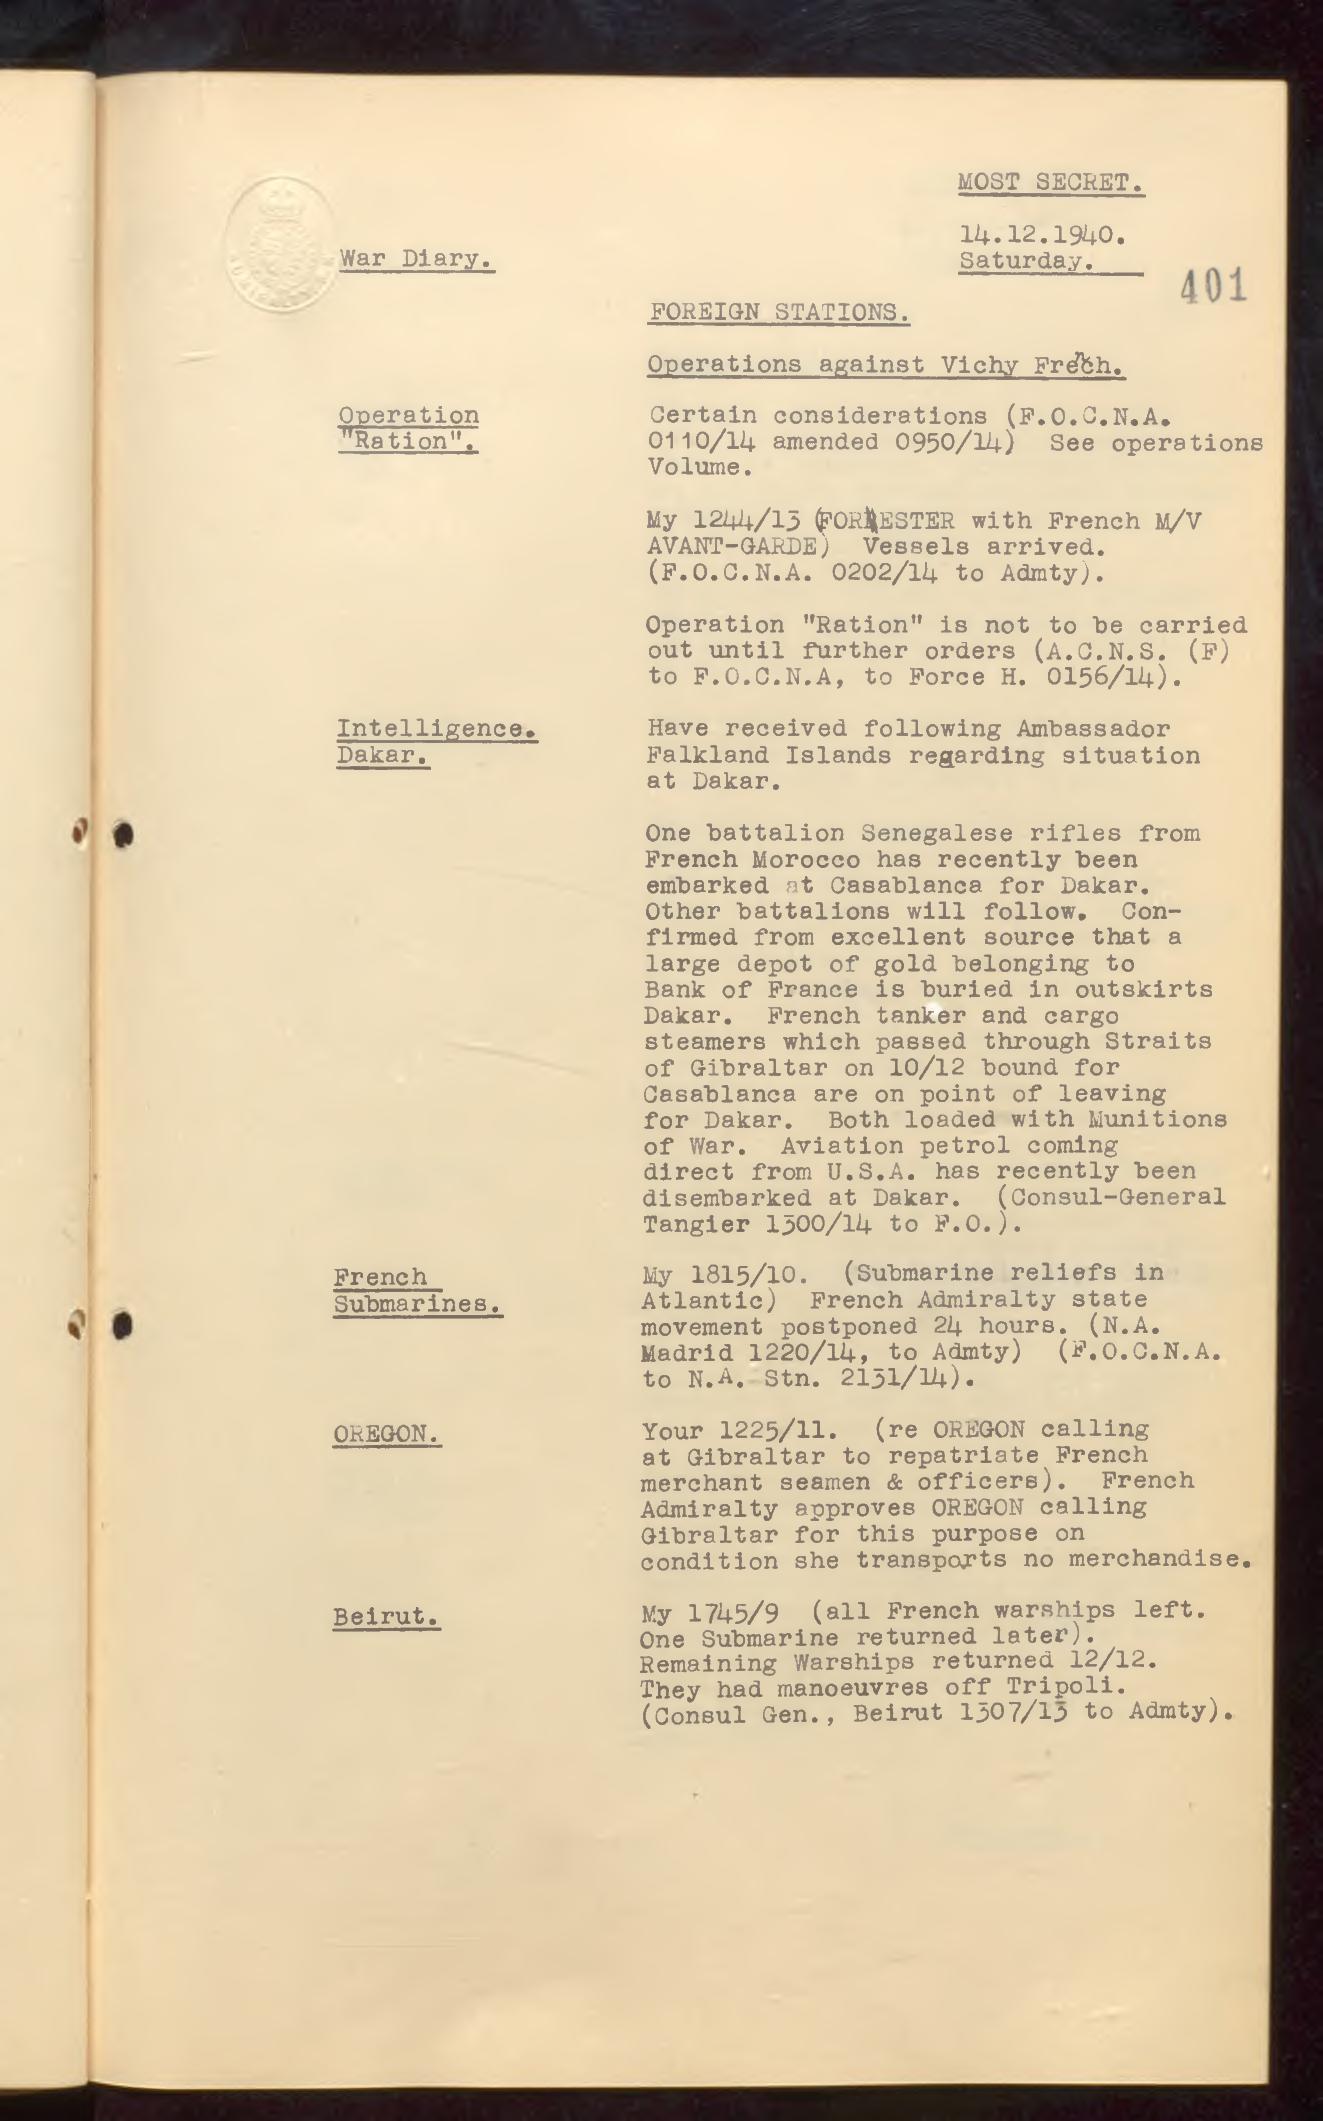 MOST SECRET.
14.12.1940.
Saturday.
War Diary.
401
FOREIGN STATIONS.
Operations against Vichy French.
Operation
"Ration".
Certain considerations (F.O.C.N.A.
0110/14 amended 0950/14)  See operations
Volume.
My 1244/13 (FORESTER with French M/V
AVANT-GARDE)  Vessels arrived.
(F.O.C.N.A. 0202/14 to Admty).
Operation "Ration" is not to be carried
out until further orders (A.C.N.S. (F)
to F.O.C.N.A, to Force H. 0156/14).
Intelligence.
Dakar.
Have received following Ambassador
Falkland Islands regarding situation
at Dakar.
One battalion Senegalese rifles from
French Morocco has recently been
embarked at Casablanca for Dakar.
Other battalions will follow.  Con-
firmed from excellent source that a
large depot of gold belonging to
Bank of France is buried in outskirts
Dakar.  French tanker and cargo
steamers which passed through Straits
of Gibraltar on 10/12 bound for
Casablanca are on point of leaving
for Dakar.  Both loaded with Munitions
of War.  Aviation petrol coming
direct from U.S.A. has recently been
disembarked at Dakar.  (Consul-General
Tangier 1300/14 to F.O.).
French
Submarines.
My 1815/10.  (Submarine reliefs in
Atlantic)  French Admiralty state
movement postponed 24 hours. (N.A.
Madrid 1220/14, to Admty)  (F.O.C.N.A.
to N.A. Stn. 2131/14).
OREGON.
Your 1225/11.  (re OREGON calling
at Gibraltar to repatriate French
merchant seamen & officers).  French
Admiralty approves OREGON calling
Gibraltar for this purpose on
condition she transports no merchandise.
Beirut.
My 1745/9  (all French warships left.
One Submarine returned later).
Remaining Warships returned 12/12.
They had manoeuvres off Tripoli.
(Consul Gen., Beirut 1307/13 to Admty).